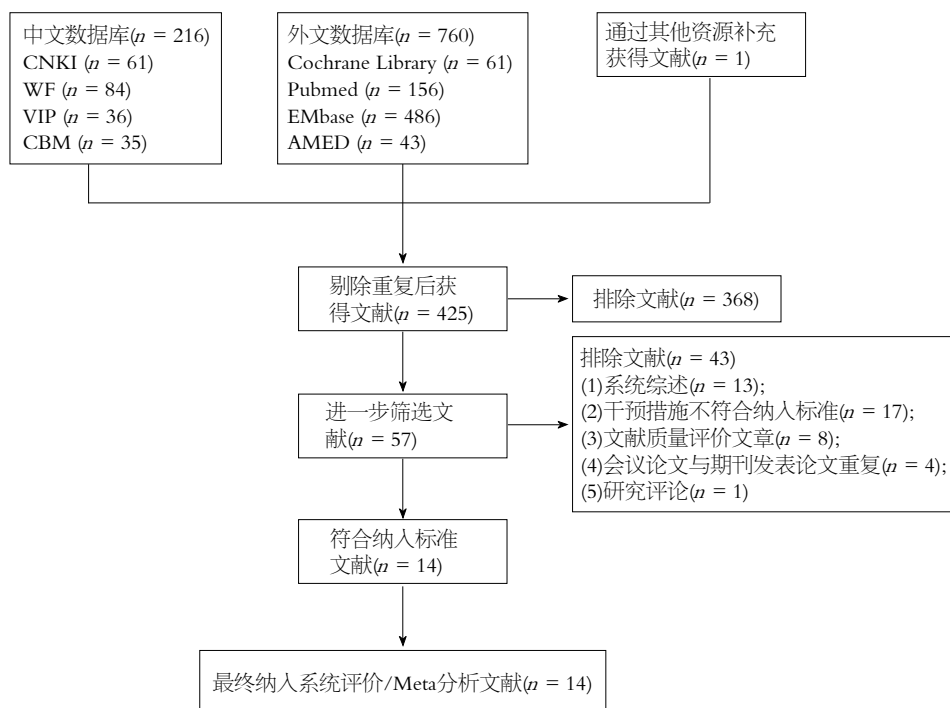 中文数据库(n = 216)
CNKI (n = 61)
WF (n = 84)
VIP (n = 36)
CBM (n = 35)
外文数据库(n = 760)
Cochrane Library (n = 61)
Pubmed (n = 156)
EMbase (n = 486)
AMED (n = 43)
通过其他资源补充
获得文献(n = 1)
剔除重复后获
得文献(n = 425)
排除文献(n = 368)
进一步筛选文
献(n = 57)
排除文献(n = 43)
(1)系统综述(n = 13);
(2)干预措施不符合纳入标准(n = 17);
(3)文献质量评价文章(n = 8);
(4)会议论文与期刊发表论文重复(n = 4);
(5)研究评论(n = 1)
符合纳入标准
文献(n = 14)
最终纳入系统评价/Meta分析文献(n = 14)